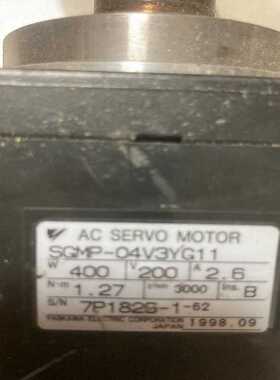 AC SERVO MOTOR
SGMP-04V3YG11
W 400 V 200 A 2.6
N·m 1.27 r/min 3000 Ins. B
S/N 7P182S-1-62
YASKAWA ELECTRIC CORPORATION
JAPAN 1998.09